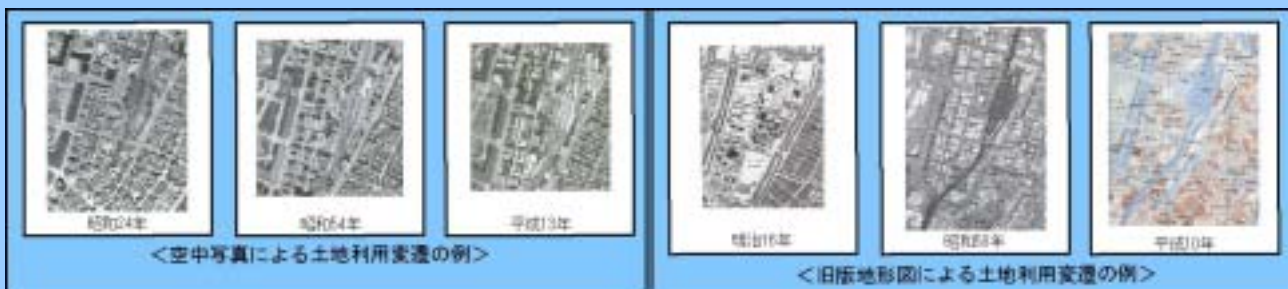 昭和24年
昭和54年
平成13年
<空中写真による土地利用変遷の例>
明治16年
昭和58年
平成10年
<旧版地形図による土地利用変遷の例>